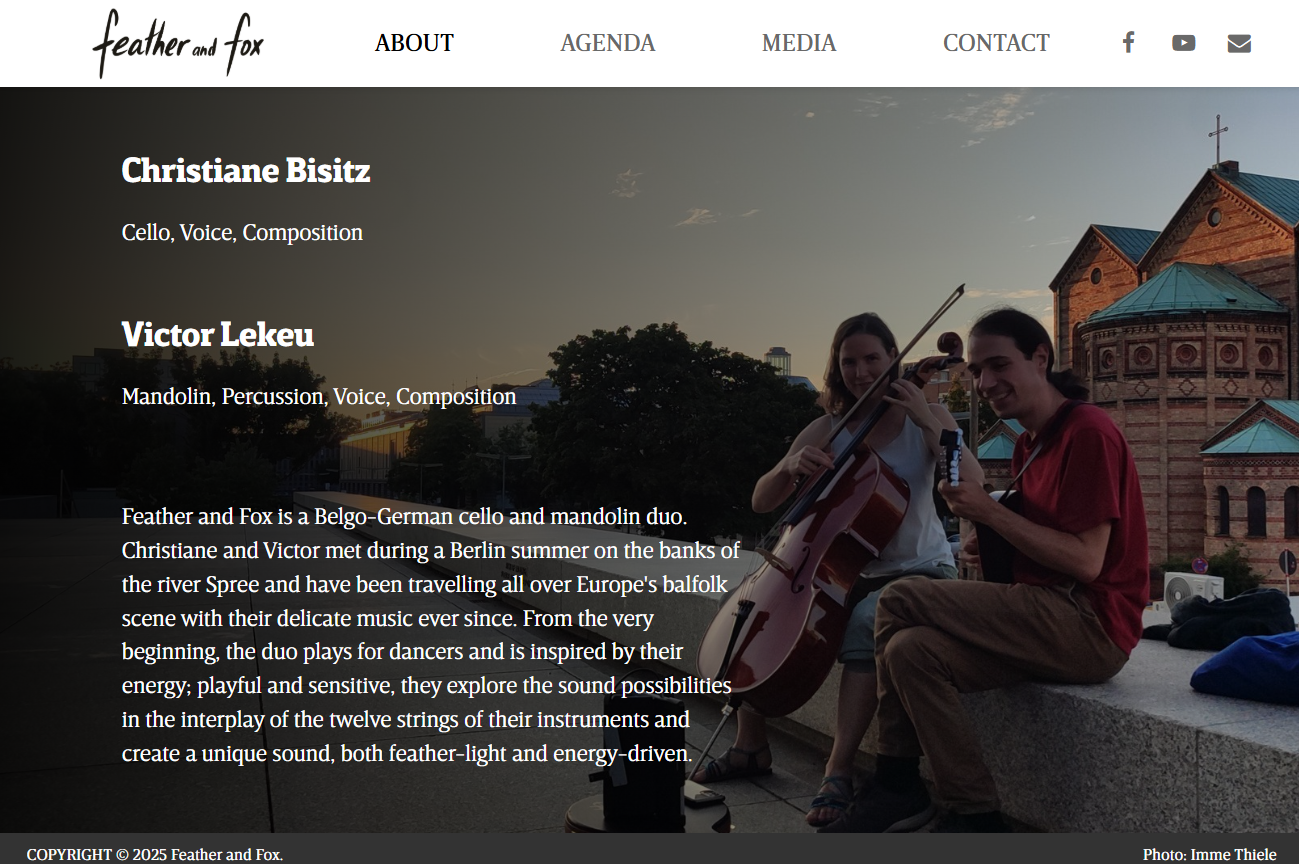 feather and fox
ABOUT
AGENDA
MEDIA
CONTACT
Christiane Bisitz
Cello, Voice, Composition
Victor Lekeu
Mandolin, Percussion, Voice, Composition
Feather and Fox is a Belgo-German cello and mandolin duo.
Christiane and Victor met during a Berlin summer on the banks of
the river Spree and have been travelling all over Europe's balfolk
scene with their delicate music ever since. From the very
beginning, the duo plays for dancers and is inspired by their
energy; playful and sensitive, they explore the sound possibilities
in the interplay of the twelve strings of their instruments and
create a unique sound, both feather-light and energy-driven.
COPYRIGHT © 2025 Feather and Fox.
Photo: Imme Thiele